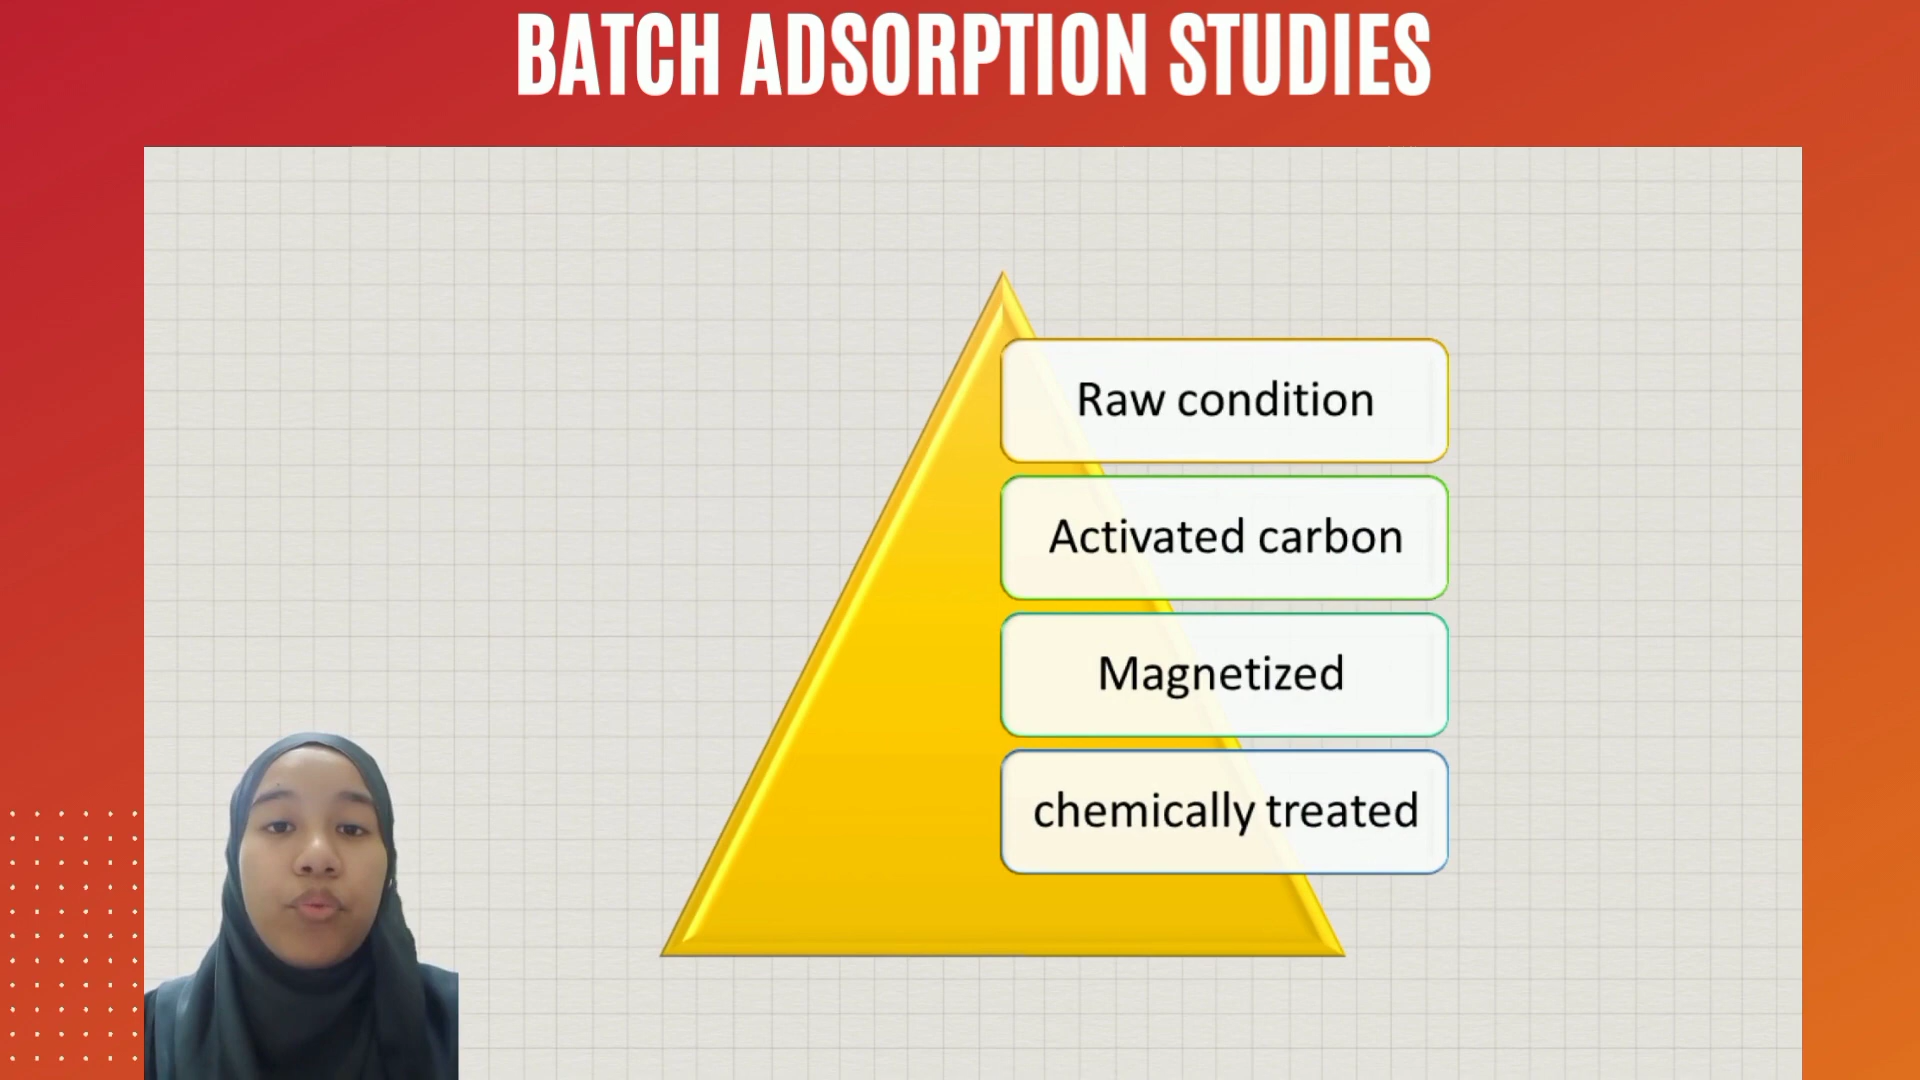 BATCH ADSORPTION STUDIES
Raw condition
Activated carbon
Magnetized
chemically treated